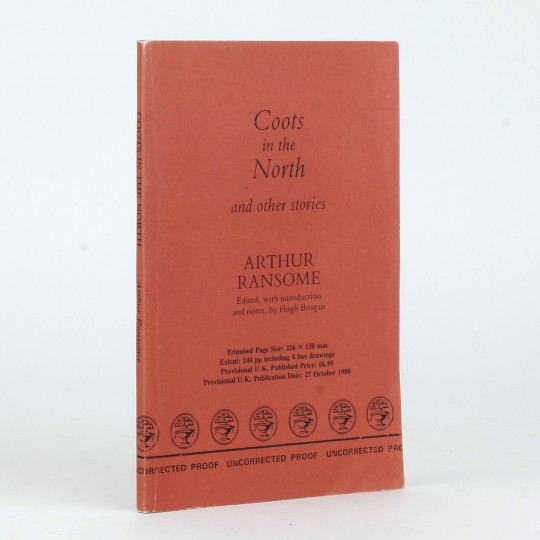 Coots
in the
North
and other stories
ARTHUR
RANSOME
Edited, with introduction
and notes, by Hugh Brogan
Trimmed Page Size: 216 × 138 mm
Extent: 144 pp including 4 line drawings
Provisional U.K. Published Price: £6.95
Provisional U.K. Publication Date: 27 October 1988
CORRECTED PROOF UNCORRECTED PROOF UNCORRECTED PRO
COOTS IN THE NORTH Arthur Ransome